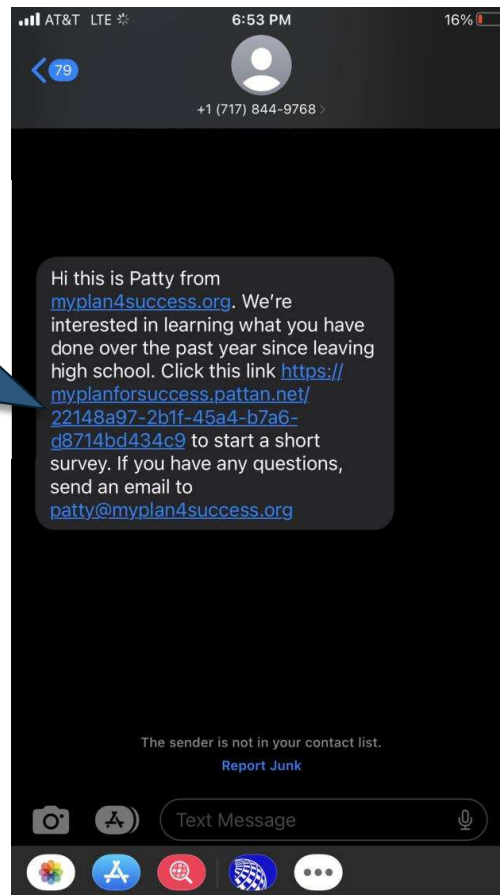 AT&T LTE 6:53 PM 16%
79
+1 (717) 844-9768 >
Hi this is Patty from
myplan4success.org. We’re
interested in learning what you have
done over the past year since leaving
high school. Click this link https://
myplanforsuccess.pattan.net/
22148a97-2b1f-45a4-b7a6-
d8714bd434c9 to start a short
survey. If you have any questions,
send an email to
patty@myplan4success.org
The sender is not in your contact list.
Report Junk
Text Message